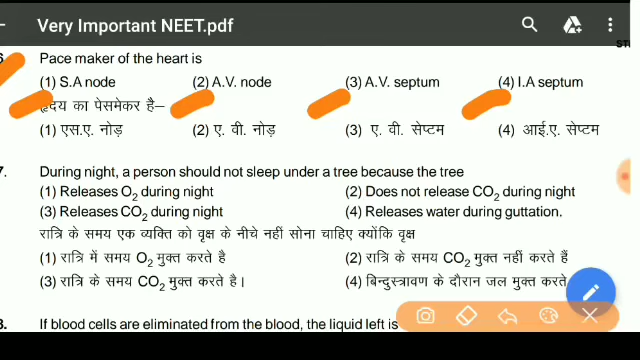 Very Important NEET.pdf
Pace maker of the heart is
(1) S.A node (2) A.V. node (3) A.V. septum (4) I.A septum
हृदय का पेसमेकर है–
(1) एस.ए. नोड़ (2) ए. वी. नोड़ (3) ए. वी. सेप्टम (4) आई.ए. सेप्टम
7. During night, a person should not sleep under a tree because the tree
(1) Releases O₂ during night (2) Does not release CO₂ during night
(3) Releases CO₂ during night (4) Releases water during guttation.
रात्रि के समय एक व्यक्ति को वृक्ष के नीचे नहीं सोना चाहिए क्योंकि वृक्ष
(1) रात्रि में समय O₂ मुक्त करते है (2) रात्रि के समय CO₂ मुक्त नहीं करते हैं
(3) रात्रि के समय CO₂ मुक्त करते है। (4) बिन्दुस्त्रावण के दौरान जल मुक्त करते
If blood cells are eliminated from the blood, the liquid left is